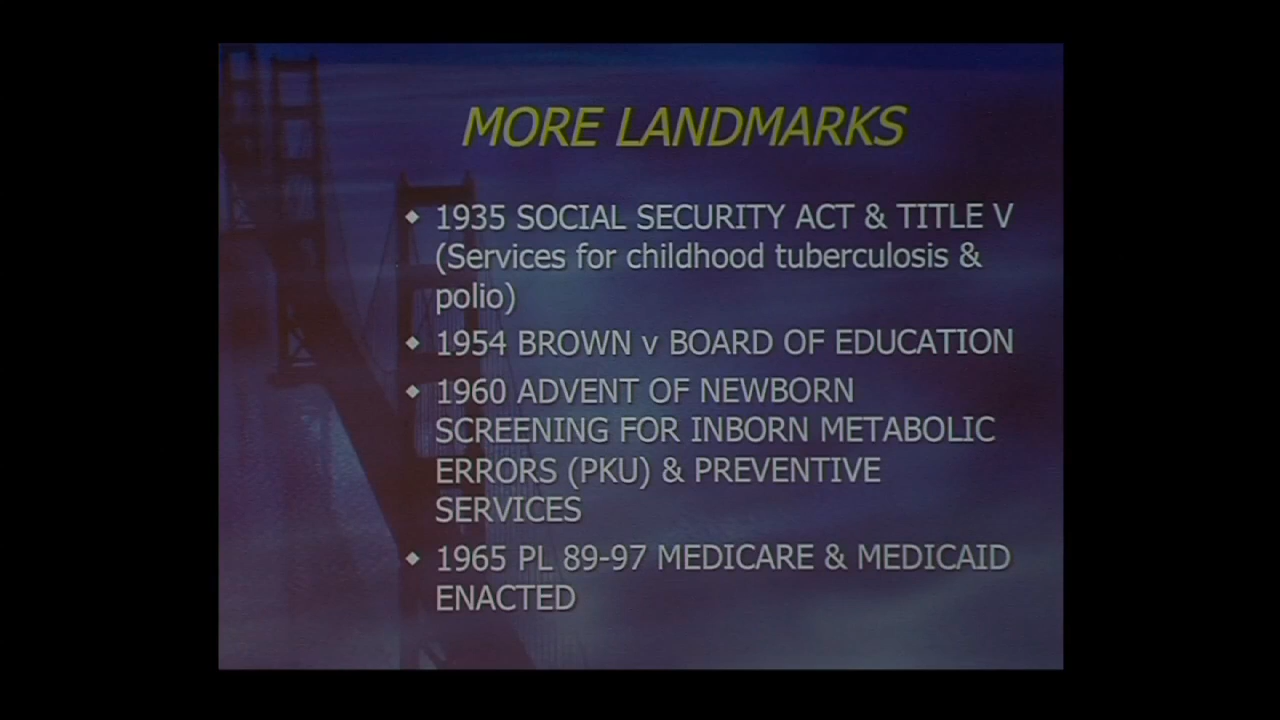 MORE LANDMARKS
◆ 1935 SOCIAL SECURITY ACT & TITLE V
(Services for childhood tuberculosis &
polio)
◆ 1954 BROWN v BOARD OF EDUCATION
◆ 1960 ADVENT OF NEWBORN
SCREENING FOR INBORN METABOLIC
ERRORS (PKU) & PREVENTIVE
SERVICES
◆ 1965 PL 89-97 MEDICARE & MEDICAID
ENACTED